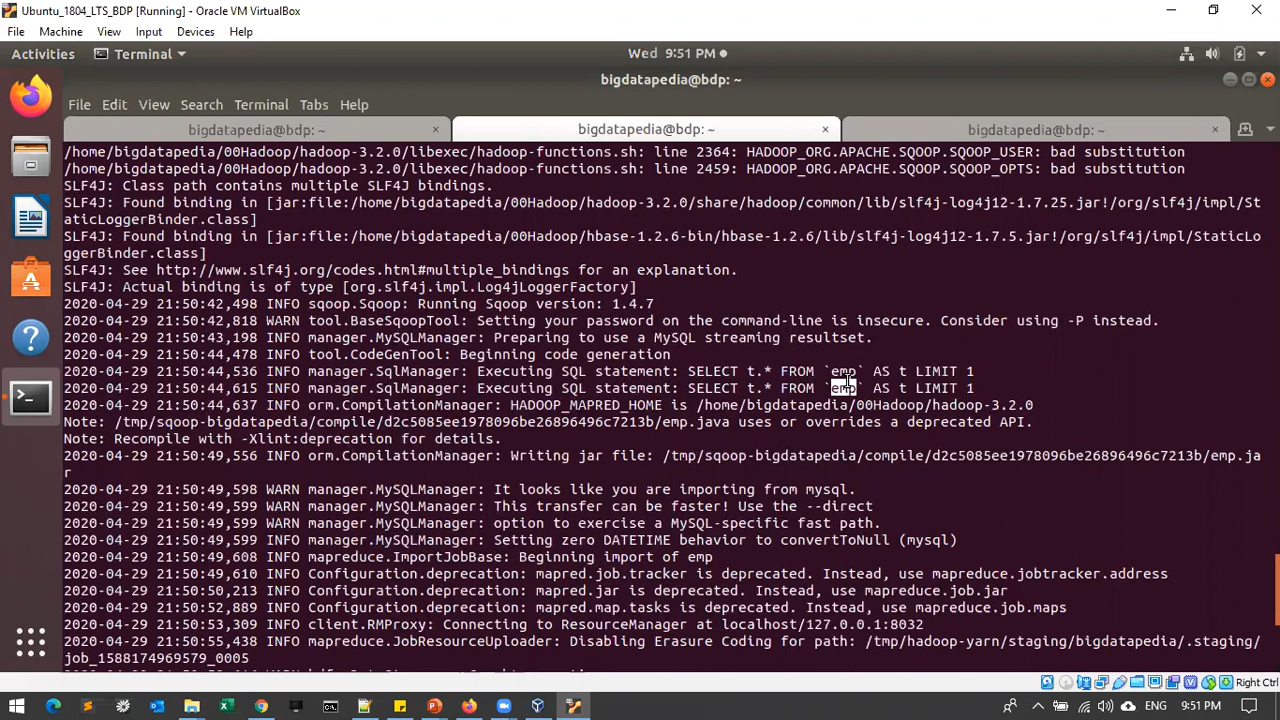 Ubuntu_1804_LTS_BDP [Running] - Oracle VM VirtualBox
File Machine View Input Devices Help
Activities Terminal Wed 9:51 PM
bigdatapedia@bdp: ~
File Edit View Search Terminal Tabs Help
bigdatapedia@bdp: ~ × bigdatapedia@bdp: ~ × bigdatapedia@bdp: ~ ×
/home/bigdatapedia/00Hadoop/hadoop-3.2.0/libexec/hadoop-functions.sh: line 2364: HADOOP_ORG.APACHE.SQOOP.SQOOP_USER: bad substitution
/home/bigdatapedia/00Hadoop/hadoop-3.2.0/libexec/hadoop-functions.sh: line 2459: HADOOP_ORG.APACHE.SQOOP.SQOOP_OPTS: bad substitution
SLF4J: Class path contains multiple SLF4J bindings.
SLF4J: Found binding in [jar:file:/home/bigdatapedia/00Hadoop/hadoop-3.2.0/share/hadoop/common/lib/slf4j-log4j12-1.7.25.jar!/org/slf4j/impl/St
aticLoggerBinder.class]
SLF4J: Found binding in [jar:file:/home/bigdatapedia/00Hadoop/hbase-1.2.6-bin/hbase-1.2.6/lib/slf4j-log4j12-1.7.5.jar!/org/slf4j/impl/StaticLo
ggerBinder.class]
SLF4J: See http://www.slf4j.org/codes.html#multiple_bindings for an explanation.
SLF4J: Actual binding is of type [org.slf4j.impl.Log4jLoggerFactory]
2020-04-29 21:50:42,498 INFO sqoop.Sqoop: Running Sqoop version: 1.4.7
2020-04-29 21:50:42,818 WARN tool.BaseSqoopTool: Setting your password on the command-line is insecure. Consider using -P instead.
2020-04-29 21:50:43,198 INFO manager.MySQLManager: Preparing to use a MySQL streaming resultset.
2020-04-29 21:50:44,478 INFO tool.CodeGenTool: Beginning code generation
2020-04-29 21:50:44,536 INFO manager.SqlManager: Executing SQL statement: SELECT t.* FROM `emp` AS t LIMIT 1
2020-04-29 21:50:44,615 INFO manager.SqlManager: Executing SQL statement: SELECT t.* FROM `emp` AS t LIMIT 1
2020-04-29 21:50:44,637 INFO orm.CompilationManager: HADOOP_MAPRED_HOME is /home/bigdatapedia/00Hadoop/hadoop-3.2.0
Note: /tmp/sqoop-bigdatapedia/compile/d2c5085ee1978096be26896496c7213b/emp.java uses or overrides a deprecated API.
Note: Recompile with -Xlint:deprecation for details.
2020-04-29 21:50:49,556 INFO orm.CompilationManager: Writing jar file: /tmp/sqoop-bigdatapedia/compile/d2c5085ee1978096be26896496c7213b/emp.ja
r
2020-04-29 21:50:49,598 WARN manager.MySQLManager: It looks like you are importing from mysql.
2020-04-29 21:50:49,599 WARN manager.MySQLManager: This transfer can be faster! Use the --direct
2020-04-29 21:50:49,599 WARN manager.MySQLManager: option to exercise a MySQL-specific fast path.
2020-04-29 21:50:49,599 WARN manager.MySQLManager: Setting zero DATETIME behavior to convertToNull (mysql)
2020-04-29 21:50:49,608 INFO mapreduce.ImportJobBase: Beginning import of emp
2020-04-29 21:50:49,610 INFO Configuration.deprecation: mapred.job.tracker is deprecated. Instead, use mapreduce.jobtracker.address
2020-04-29 21:50:50,213 INFO Configuration.deprecation: mapred.jar is deprecated. Instead, use mapreduce.job.jar
2020-04-29 21:50:52,889 INFO Configuration.deprecation: mapred.map.tasks is deprecated. Instead, use mapreduce.job.maps
2020-04-29 21:50:53,309 INFO client.RMProxy: Connecting to ResourceManager at localhost/127.0.0.1:8032
2020-04-29 21:50:55,438 INFO mapreduce.JobResourceUploader: Disabling Erasure Coding for path: /tmp/hadoop-yarn/staging/bigdatapedia/.staging/
job_1588174969579_0005
Right Ctrl
ENG 9:51 PM